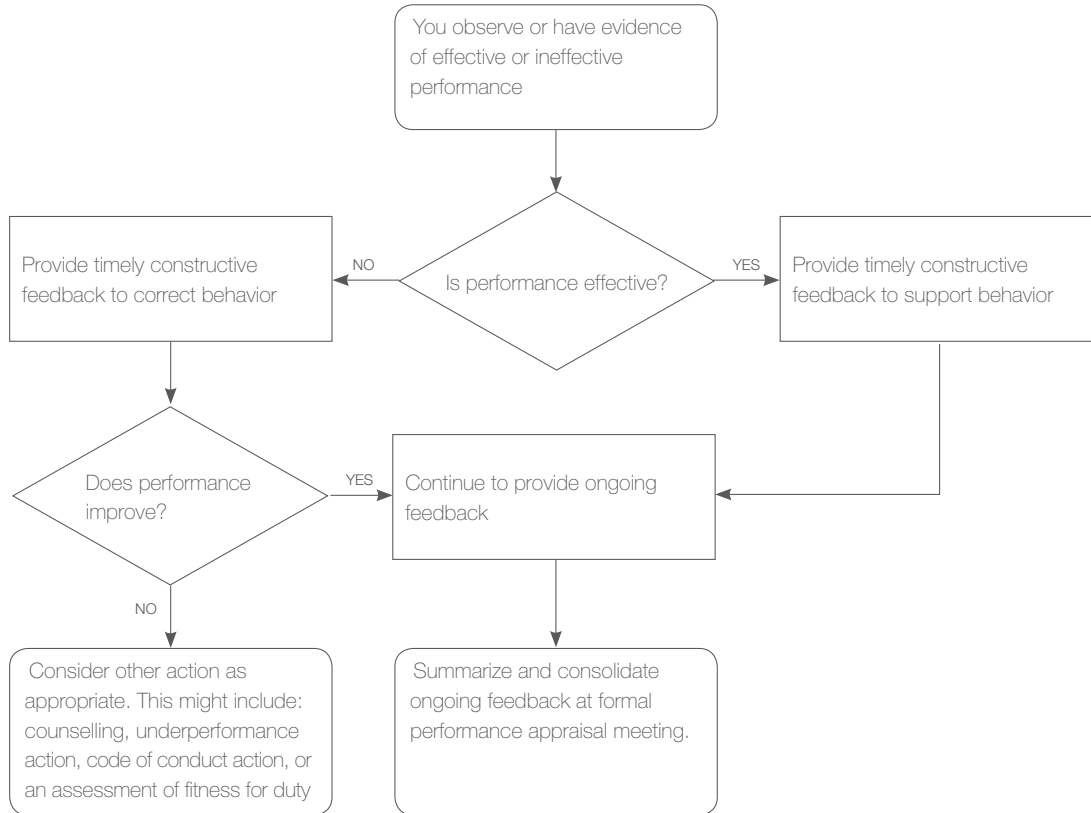 You observe or have evidence
of effective or ineffective
performance
Provide timely constructive
feedback to correct behavior
NO
Is performance effective?
YES
Provide timely constructive
feedback to support behavior
Does performance
improve?
YES
Continue to provide ongoing
feedback
NO
Consider other action as
appropriate. This might include:
counselling, underperformance
action, code of conduct action, or
an assessment of fitness for duty
Summarize and consolidate
ongoing feedback at formal
performance appraisal meeting.